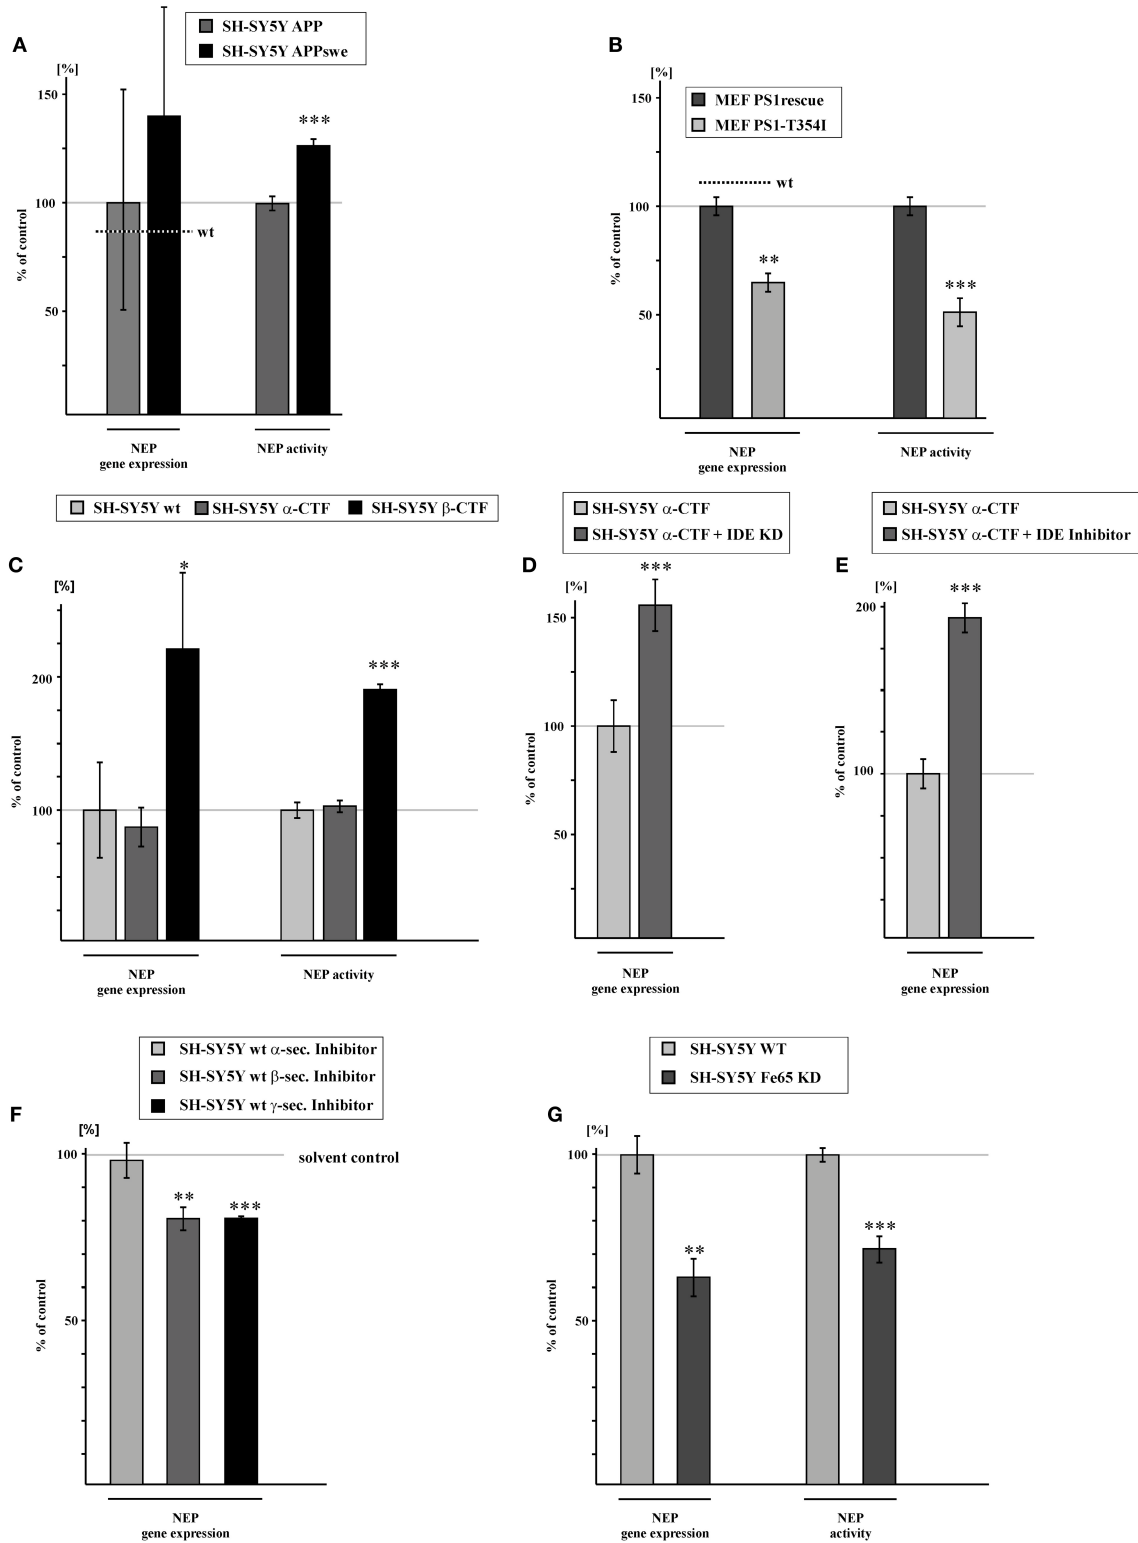 A
SH-SY5Y APP
SH-SY5Y APPswe
[%]
150
100
50
% of control
***
wt
NEP
gene expression
NEP activity
B
MEF PS1rescue
MEF PS1-T354I
[%]
150
100
50
% of control
wt
**
***
NEP
gene expression
NEP activity
SH-SY5Y wt
SH-SY5Y α-CTF
SH-SY5Y β-CTF
C
[%]
200
100
% of control
*
***
NEP
gene expression
NEP activity
SH-SY5Y α-CTF
SH-SY5Y α-CTF + IDE KD
D
[%]
150
100
50
% of control
***
NEP
gene expression
SH-SY5Y α-CTF
SH-SY5Y α-CTF + IDE Inhibitor
E
[%]
200
100
% of control
***
NEP
gene expression
SH-SY5Y wt α-sec. Inhibitor
SH-SY5Y wt β-sec. Inhibitor
SH-SY5Y wt γ-sec. Inhibitor
F
[%]
100
50
% of control
solvent control
**
***
NEP
gene expression
SH-SY5Y WT
SH-SY5Y Fe65 KD
G
[%]
100
50
% of control
**
***
NEP
gene expression
NEP
activity